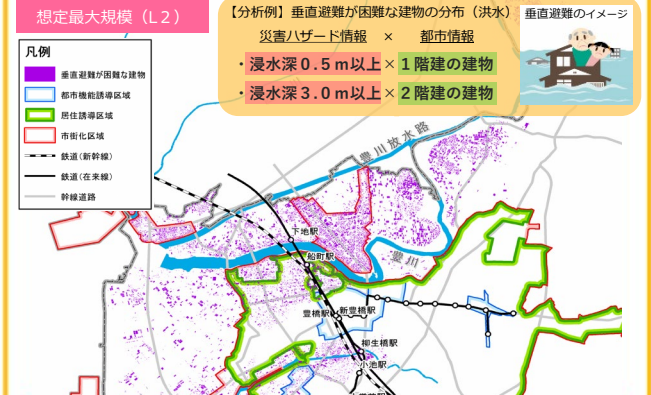 想定最大規模（L２）
【分析例】垂直避難が困難な建物の分布（洪水）
災害ハザード情報 × 都市情報
・浸水深０.５ｍ以上×１階建の建物
・浸水深３.０ｍ以上×２階建の建物
垂直避難のイメージ
凡例
垂直避難が困難な建物
都市機能誘導区域
居住誘導区域
市街化区域
鉄道（新幹線）
鉄道（在来線）
幹線道路
豊川放水路
下地駅
豊川
船町駅
豊橋駅
新豊橋駅
柳生橋駅
小池駅